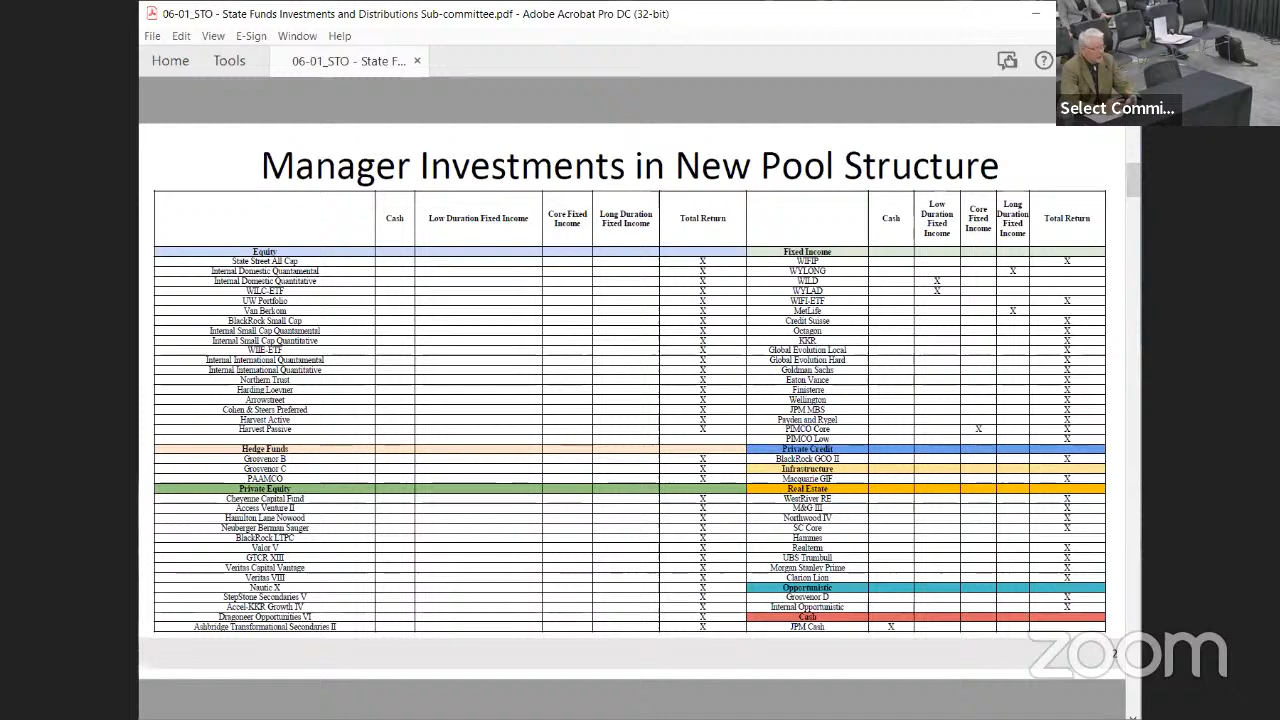 06-01_STO - State Funds Investments and Distributions Sub-committee.pdf - Adobe Acrobat Pro DC (32-bit)
File Edit View E-Sign Window Help
Home Tools 06-01_STO - State F... ×
Select Commi...
Manager Investments in New Pool Structure
Cash Low Duration Fixed Income Core Fixed Income Long Duration Fixed Income Total Return Cash Low Duration Fixed Income Core Fixed Income Long Duration Fixed Income Total Return
Equity Fixed Income
State Street All Cap X WIFIP X
Internal Domestic Quantamental X WYLONG X
Internal Domestic Quantitative X WILD X
WILC-ETF X WYLAD X
UW Portfolio X WIFI-ETF X
Van Berkom X MetLife X
BlackRock Small Cap X Credit Suisse X
Internal Small Cap Quantamental X Octagon X
Internal Small Cap Quantitative X KKR X
WIIE-ETF X Global Evolution Local X
Internal International Quantamental X Global Evolution Hard X
Internal International Quantitative X Goldman Sachs X
Northern Trust X Eaton Vance X
Harding Loevner X Finisterre X
Arrowstreet X Wellington X
Cohen & Steers Preferred X JPM MBS X
Harvest Active X Payden and Rygel X
Harvest Passive X PIMCO Core X
PIMCO Low X
Hedge Funds Private Credit
Grosvenor B X BlackRock GCO II X
Grosvenor C X Infrastructure
PAAMCO X Macquarie GIF X
Private Equity Real Estate
Cheyenne Capital Fund X WestRiver RE X
Access Venture II X M&G III X
Hamilton Lane Nowood X Northwood IV X
Neuberger Berman Sauger X SC Core X
BlackRock LTPC X Hammes
Valor V X Realterm X
GTCR XIII X UBS Trumbull X
Veritas Capital Vantage X Morgan Stanley Prime X
Veritas VIII X Clarion Lion X
Nautic X X Opportunistic
StepStone Secondaries V X Grosvenor D X
Accel-KKR Growth IV X Internal Opportunistic X
Dragoneer Opportunities VI X Cash
Ashbridge Transformational Secondaries II X JPM Cash X
2
zoom